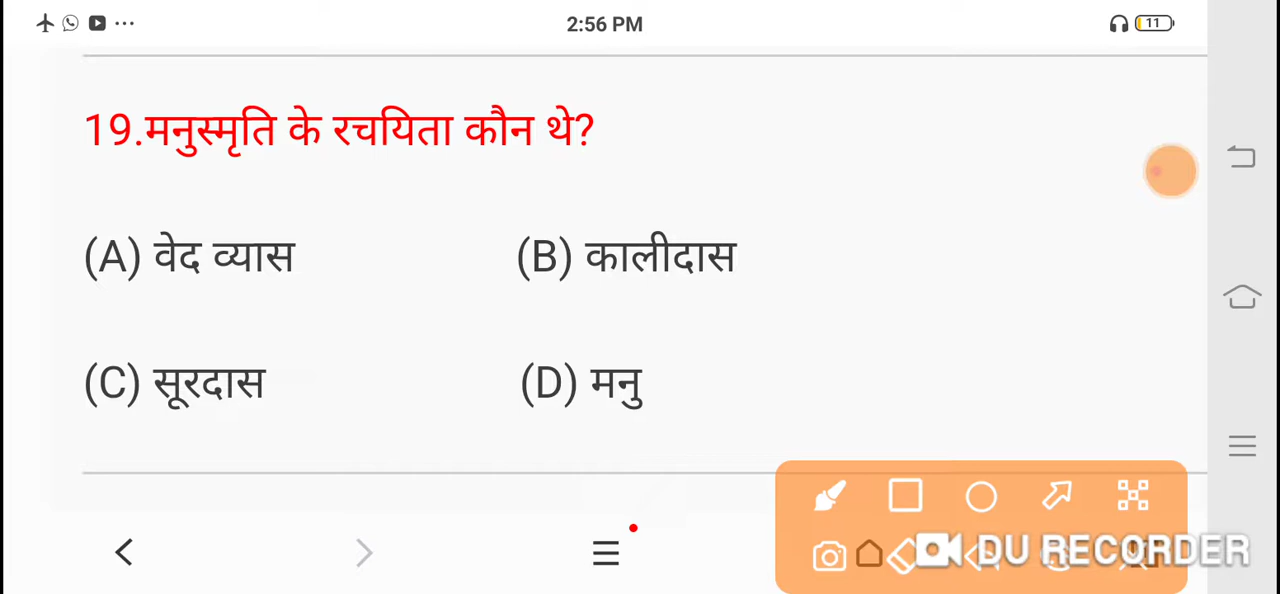 2:56 PM
11
19.मनुस्मृति के रचयिता कौन थे?
(A) वेद व्यास (B) कालीदास
(C) सूरदास (D) मनु
DU RECORDER